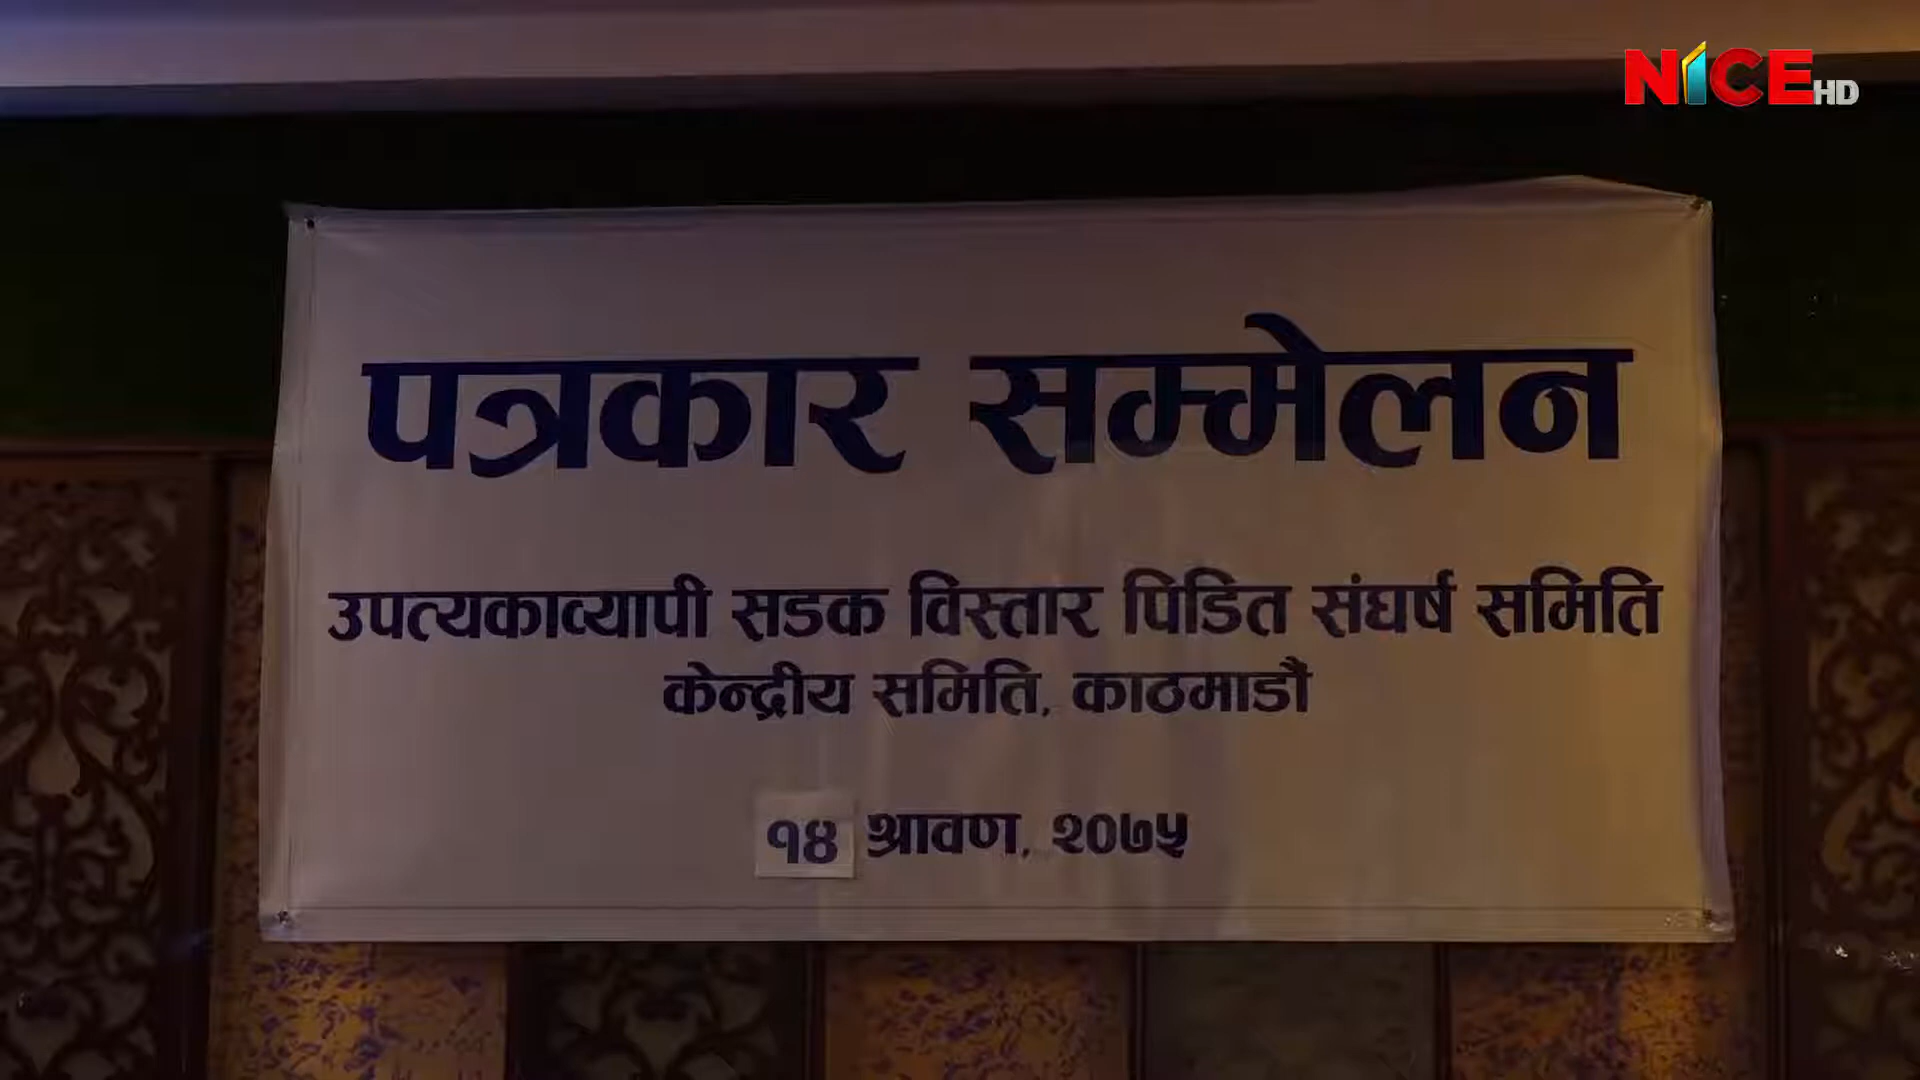 NICE HD
पत्रकार सम्मेलन
उपत्यकाव्यापी सडक विस्तार पिडित संघर्ष समिति
केन्द्रीय समिति, काठमाडौं
१४ श्रावण, २०७५